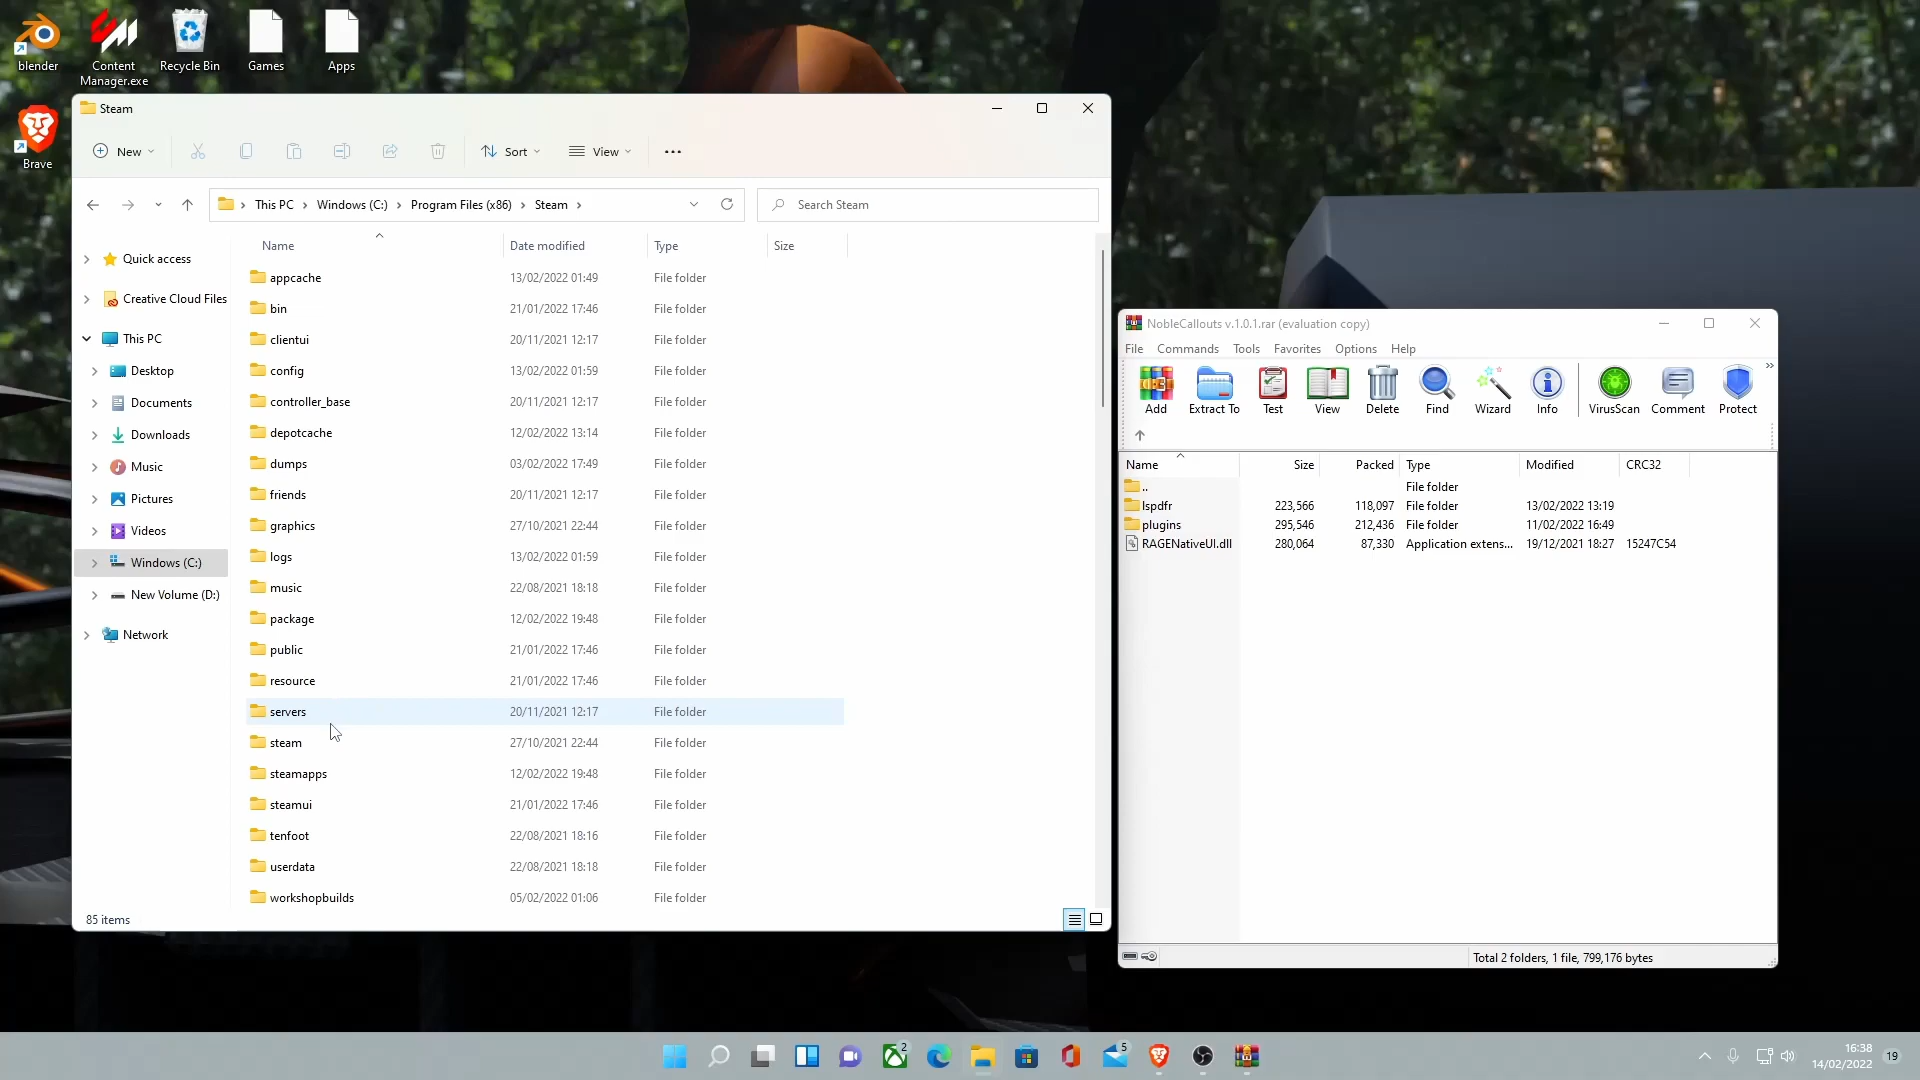 blender
Content
Manager.exe
Recycle Bin
Games
Apps
Brave
Steam
New
Sort
View
This PC
Windows (C:)
Program Files (x86)
Steam
Search Steam
Name
Date modified
Type
Size
Quick access
Creative Cloud Files
This PC
Desktop
Documents
Downloads
Music
Pictures
Videos
Windows (C:)
New Volume (D:)
Network
appcache 13/02/2022 01:49 File folder
bin 21/01/2022 17:46 File folder
clientui 20/11/2021 12:17 File folder
config 13/02/2022 01:59 File folder
controller_base 20/11/2021 12:17 File folder
depotcache 12/02/2022 13:14 File folder
dumps 03/02/2022 17:49 File folder
friends 20/11/2021 12:17 File folder
graphics 27/10/2021 22:44 File folder
logs 13/02/2022 01:59 File folder
music 22/08/2021 18:18 File folder
package 12/02/2022 19:48 File folder
public 21/01/2022 17:46 File folder
resource 21/01/2022 17:46 File folder
servers 20/11/2021 12:17 File folder
steam 27/10/2021 22:44 File folder
steamapps 12/02/2022 19:48 File folder
steamui 21/01/2022 17:46 File folder
tenfoot 22/08/2021 18:16 File folder
userdata 22/08/2021 18:18 File folder
workshopbuilds 05/02/2022 01:06 File folder
85 items
NobleCallouts v.1.0.1.rar (evaluation copy)
File Commands Tools Favorites Options Help
Add Extract To Test View Delete Find Wizard Info VirusScan Comment Protect
Name Size Packed Type Modified CRC32
.. File folder
lspdfr 223,566 118,097 File folder 13/02/2022 13:19
plugins 295,546 212,436 File folder 11/02/2022 16:49
RAGENativeUI.dll 280,064 87,330 Application extens... 19/12/2021 18:27 15247C54
Total 2 folders, 1 file, 799,176 bytes
2
5
16:38
14/02/2022
19